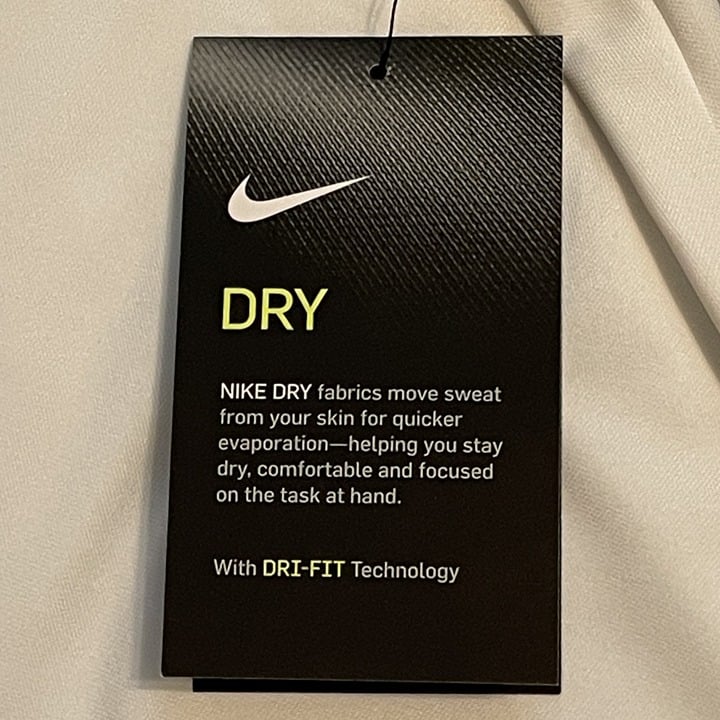 DRY
NIKE DRY fabrics move sweat
from your skin for quicker
evaporation—helping you stay
dry, comfortable and focused
on the task at hand.
With DRI-FIT Technology